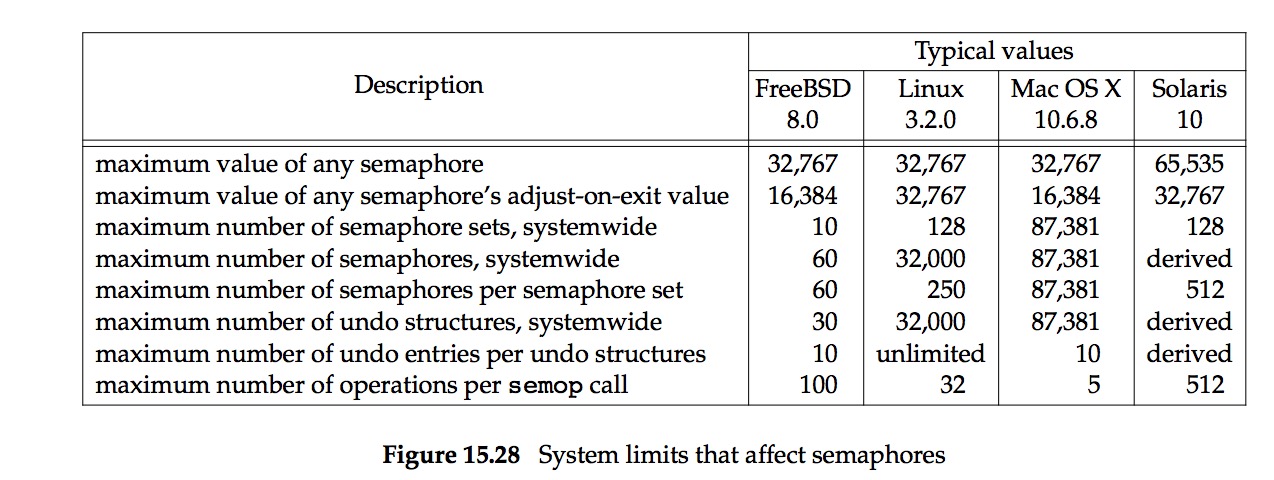 Description Typical values
FreeBSD 8.0 Linux 3.2.0 Mac OS X 10.6.8 Solaris 10
maximum value of any semaphore 32,767 32,767 32,767 65,535
maximum value of any semaphore’s adjust-on-exit value 16,384 32,767 16,384 32,767
maximum number of semaphore sets, systemwide 10 128 87,381 128
maximum number of semaphores, systemwide 60 32,000 87,381 derived
maximum number of semaphores per semaphore set 60 250 87,381 512
maximum number of undo structures, systemwide 30 32,000 87,381 derived
maximum number of undo entries per undo structures 10 unlimited 10 derived
maximum number of operations per semop call 100 32 5 512
Figure 15.28 System limits that affect semaphores